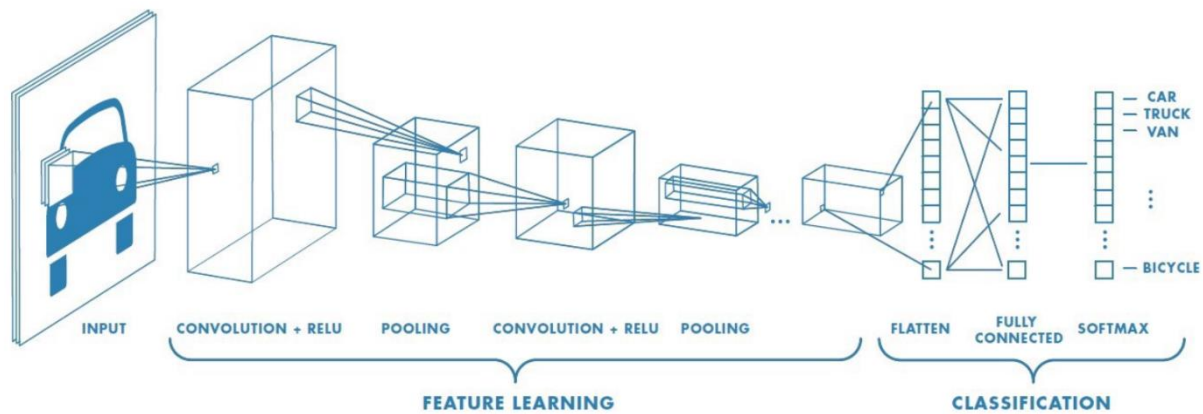 CAR
TRUCK
VAN
BICYCLE
INPUT
CONVOLUTION + RELU
POOLING
CONVOLUTION + RELU
POOLING
FLATTEN
FULLY
CONNECTED
SOFTMAX
FEATURE LEARNING
CLASSIFICATION